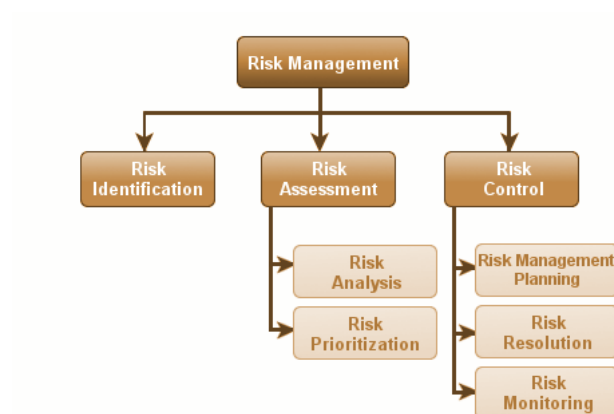 Risk Management
Risk
Identification
Risk
Assessment
Risk
Control
Risk
Analysis
Risk
Prioritization
Risk Management
Planning
Risk
Resolution
Risk
Monitoring